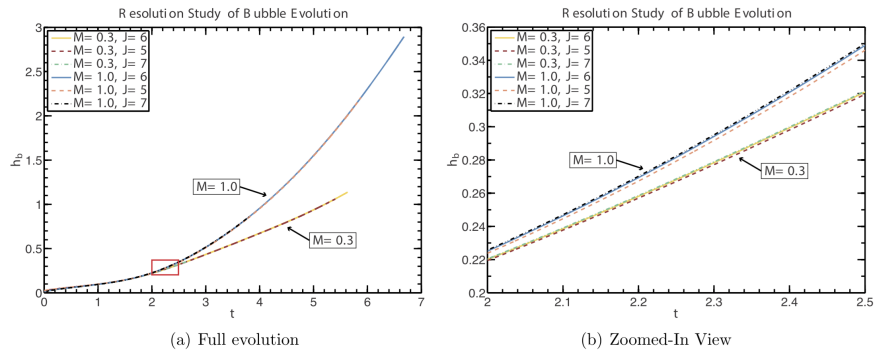 Resolution Study of Bubble Evolution
M= 0.3, J= 6
M= 0.3, J= 5
M= 0.3, J= 7
M= 1.0, J= 6
M= 1.0, J= 5
M= 1.0, J= 7
3
2.5
2
1.5
1
0.5
0
h_b
M= 1.0
M= 0.3
0 1 2 3 4 5 6 7
t
(a) Full evolution
Resolution Study of Bubble Evolution
M= 0.3, J= 6
M= 0.3, J= 5
M= 0.3, J= 7
M= 1.0, J= 6
M= 1.0, J= 5
M= 1.0, J= 7
0.36
0.34
0.32
0.3
0.28
0.26
0.24
0.22
0.2
h_b
M= 1.0
M= 0.3
2 2.1 2.2 2.3 2.4 2.5
t
(b) Zoomed-In View